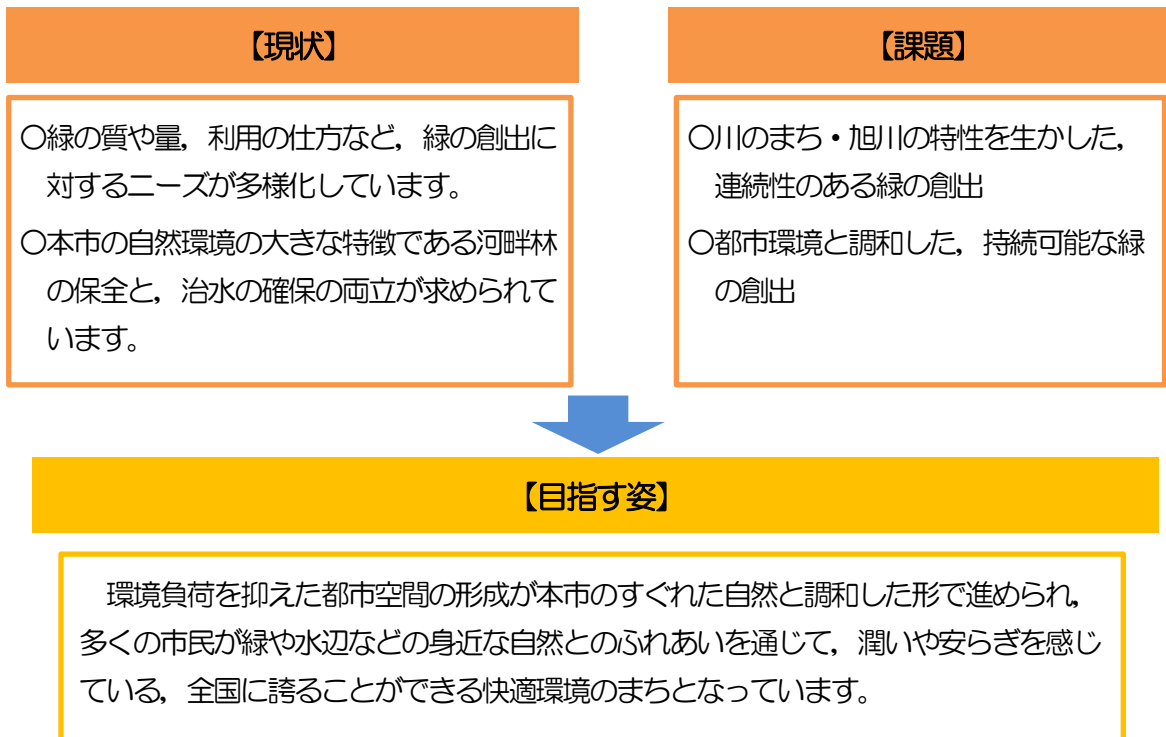 【現状】
○緑の質や量，利用の仕方など，緑の創出に
対するニーズが多様化しています。
○本市の自然環境の大きな特徴である河畔林
の保全と，治水の確保の両立が求められて
います。
【課題】
○川のまち・旭川の特性を生かした，
連続性のある緑の創出
○都市環境と調和した，持続可能な緑
の創出
【目指す姿】
環境負荷を抑えた都市空間の形成が本市のすぐれた自然と調和した形で進められ，
多くの市民が緑や水辺などの身近な自然とのふれあいを通じて，潤いや安らぎを感じ
ている，全国に誇ることができる快適環境のまちとなっています。